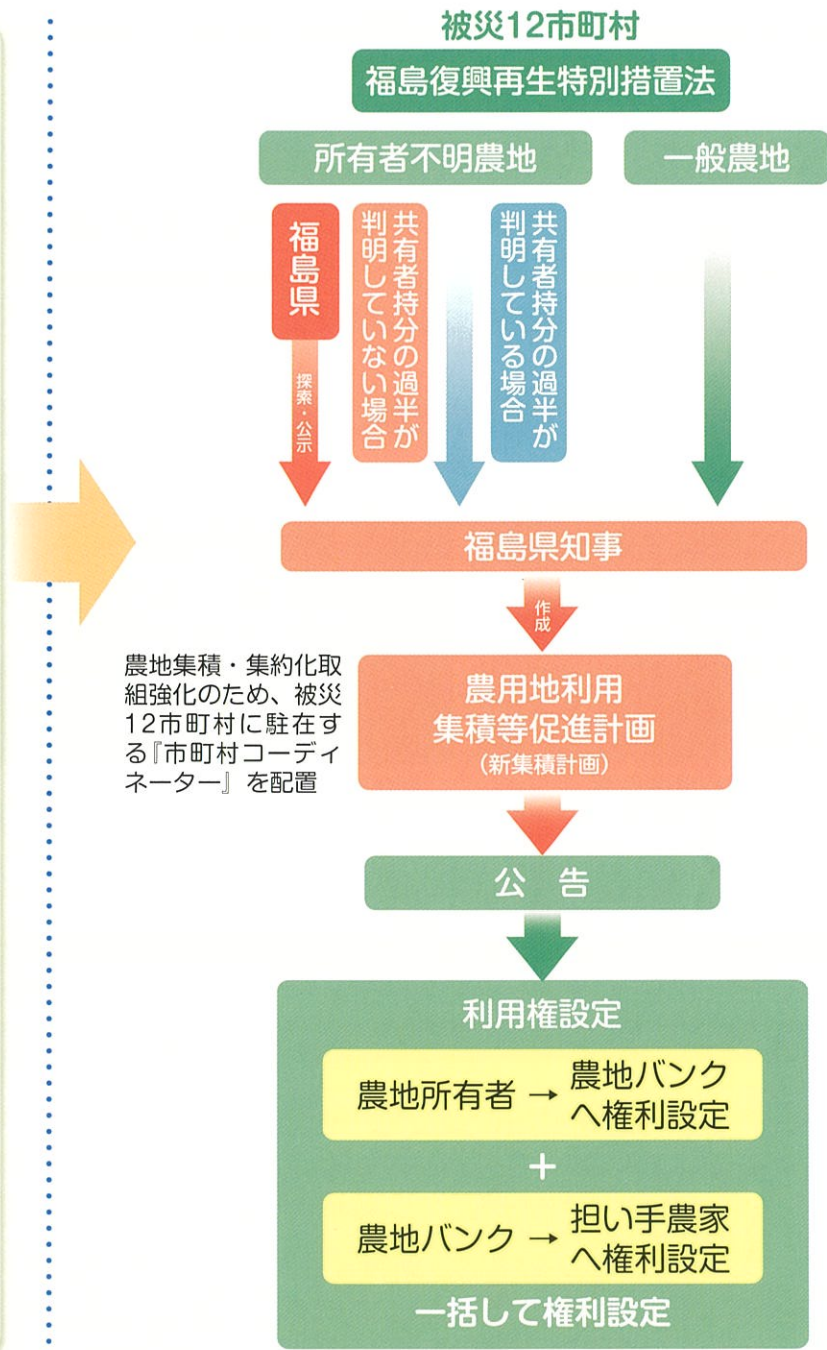 被災12市町村
福島復興再生特別措置法
所有者不明農地
一般農地
福島県
探索・公示
共有者持分の過半が
判明していない場合
共有者持分の過半が
判明している場合
福島県知事
作成
農地集積・集約化取
組強化のため、被災
12市町村に駐在す
る『市町村コーディ
ネーター』を配置
農用地利用
集積等促進計画
(新集積計画)
公 告
利用権設定
農地所有者 → 農地バンク
へ権利設定
+
農地バンク → 担い手農家
へ権利設定
一括して権利設定